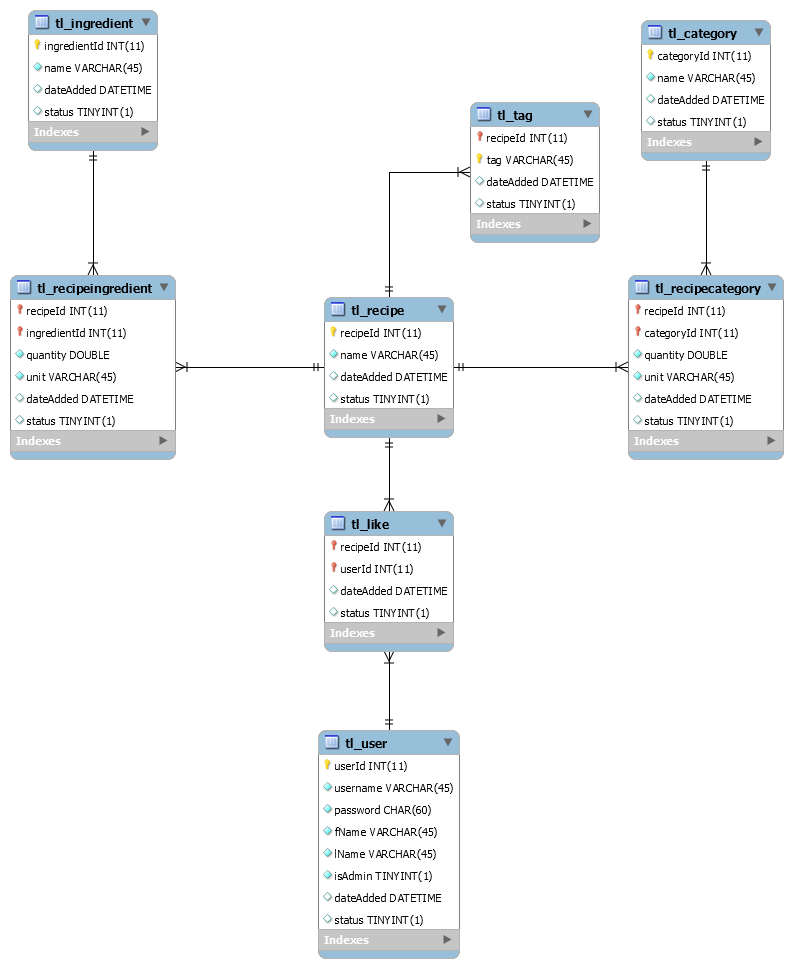 tl_ingredient
ingredientId INT(11)
name VARCHAR(45)
dateAdded DATETIME
status TINYINT(1)
Indexes
tl_category
categoryId INT(11)
name VARCHAR(45)
dateAdded DATETIME
status TINYINT(1)
Indexes
tl_tag
recipeId INT(11)
tag VARCHAR(45)
dateAdded DATETIME
status TINYINT(1)
Indexes
tl_recipeingredient
recipeId INT(11)
ingredientId INT(11)
quantity DOUBLE
unit VARCHAR(45)
dateAdded DATETIME
status TINYINT(1)
Indexes
tl_recipe
recipeId INT(11)
name VARCHAR(45)
dateAdded DATETIME
status TINYINT(1)
Indexes
tl_recipecategory
recipeId INT(11)
categoryId INT(11)
quantity DOUBLE
unit VARCHAR(45)
dateAdded DATETIME
status TINYINT(1)
Indexes
tl_like
recipeId INT(11)
userId INT(11)
dateAdded DATETIME
status TINYINT(1)
Indexes
tl_user
userId INT(11)
username VARCHAR(45)
password CHAR(60)
fName VARCHAR(45)
lName VARCHAR(45)
isAdmin TINYINT(1)
dateAdded DATETIME
status TINYINT(1)
Indexes